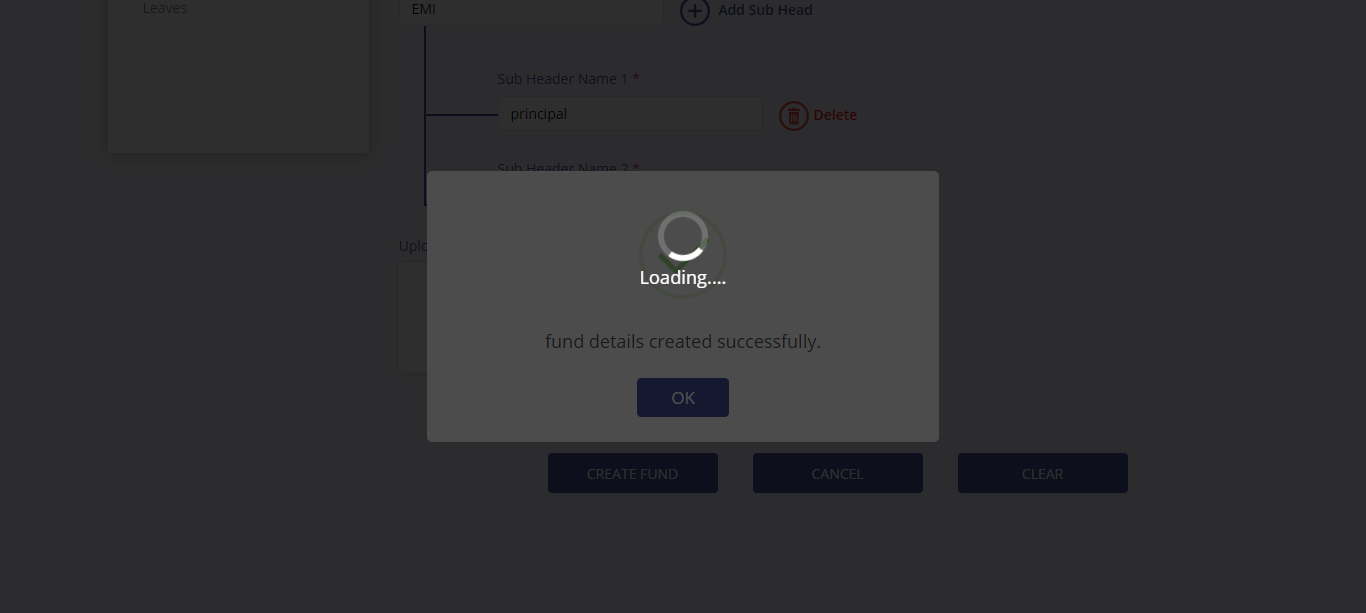 Leaves
EMI
Add Sub Head
Sub Header Name 1 *
principal
Delete
Sub Header Name 2 *
Uplo
Loading....
fund details created successfully.
OK
CREATE FUND
CANCEL
CLEAR